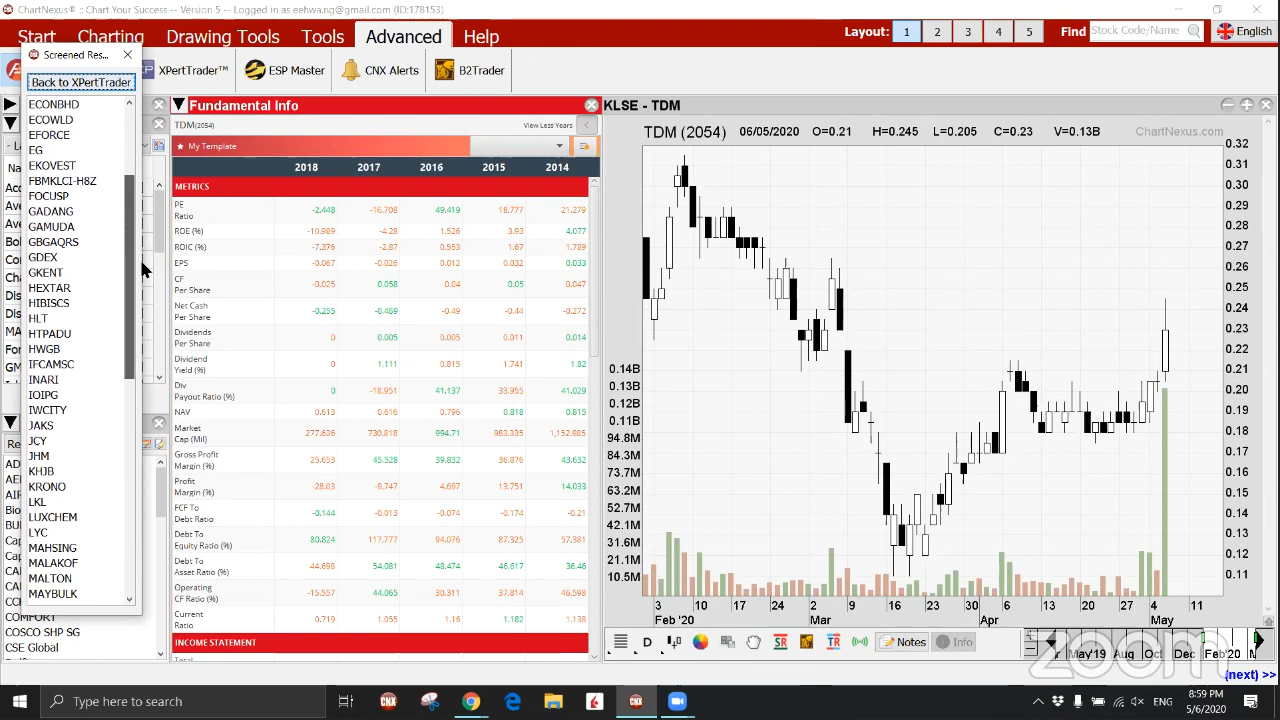 ChartNexus® :: Chart Your Success -- Version 5 -- Logged in as eehwa.ng@gmail.com (ID:178153)
Start Charting Drawing Tools Tools Advanced Help
Layout: 1 2 3 4 5
Find Stock Code/Name English
Screened Res...
XPertTrader™ ESP Master CNX Alerts B2Trader
Back to XPertTrader
ECONBHD
ECOWLD
EFORCE
EG
EKOVEST
FBMKLCI-H8Z
FOCUSP
GADANG
GAMUDA
GBGAQRS
GDEX
GKENT
HEXTAR
HIBISCS
HLT
HTPADU
HWGB
IFCAMSC
INARI
IOIPG
IWCITY
JAKS
JCY
JHM
KHJB
KRONO
LKL
LUXCHEM
LYC
MAHSING
MALAKOF
MALTON
MAYBULK
COMFORT
COSCO SHP SG
CSE Global
Fundamental Info
TDM(2054) View Less Years
My Template
2018 2017 2016 2015 2014
METRICS
PE Ratio -2.448 -16.708 49.419 18.777 21.279
ROE (%) -10.989 -4.28 1.526 3.93 4.029
ROIC (%) -7.376 -2.87 0.553 1.67 1.789
EPS -0.067 -0.026 0.012 0.032 0.033
CF Per Share -0.025 0.058 0.04 0.05 0.047
Net Cash Per Share -0.255 -0.469 -0.49 -0.44 -0.272
Dividends Per Share 0 0.005 0.005 0.011 0.014
Dividend Yield (%) 0 1.111 0.815 1.741 1.82
Div Payout Ratio (%) 0 -18.951 41.137 33.955 41.029
NAV 0.613 0.616 0.796 0.818 0.815
Market Cap (Mil) 277.636 730.818 994.71 983.335 1,152.985
Gross Profit Margin (%) 25.653 45.528 39.832 36.876 43.632
Profit Margin (%) -28.03 -9.747 4.697 13.751 14.033
FCF To Debt Ratio -0.144 -0.013 -0.074 -0.174 -0.21
Debt To Equity Ratio (%) 80.824 117.777 94.076 87.325 57.381
Debt To Asset Ratio (%) 44.698 54.081 48.474 46.617 36.46
Operating CF Ratio (%) -15.557 44.065 30.311 37.814 46.598
Current Ratio 0.719 1.055 1.16 1.182 1.138
INCOME STATEMENT
KLSE - TDM
TDM (2054) 06/05/2020 O=0.21 H=0.245 L=0.205 C=0.23 V=0.13B ChartNexus.com
0.32
0.31
0.30
0.29
0.28
0.27
0.26
0.25
0.24
0.23
0.22
0.21
0.20
0.19
0.18
0.17
0.16
0.15
0.14
0.13
0.12
0.11
0.14B
0.13B
0.12B
0.11B
94.8M
84.3M
73.7M
63.2M
52.7M
42.1M
31.6M
21.1M
10.5M
3 10 17 24 2 9 16 23 30 6 13 20 27 4 11
Feb '20 Mar Apr May
D SR TR Notes Info
May'19 Aug Oct Dec Feb'20
zoom
(next) >>
Type here to search
ENG
8:59 PM
5/6/2020